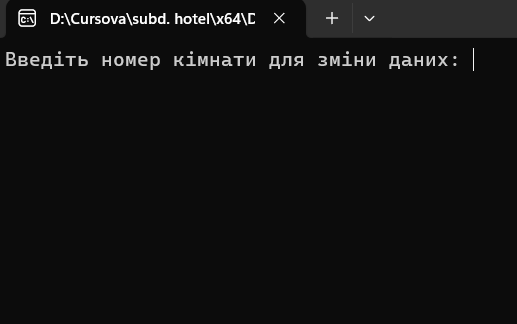 D:\Cursova\subd. hotel\x64\D
Введіть номер кімнати для зміни даних: